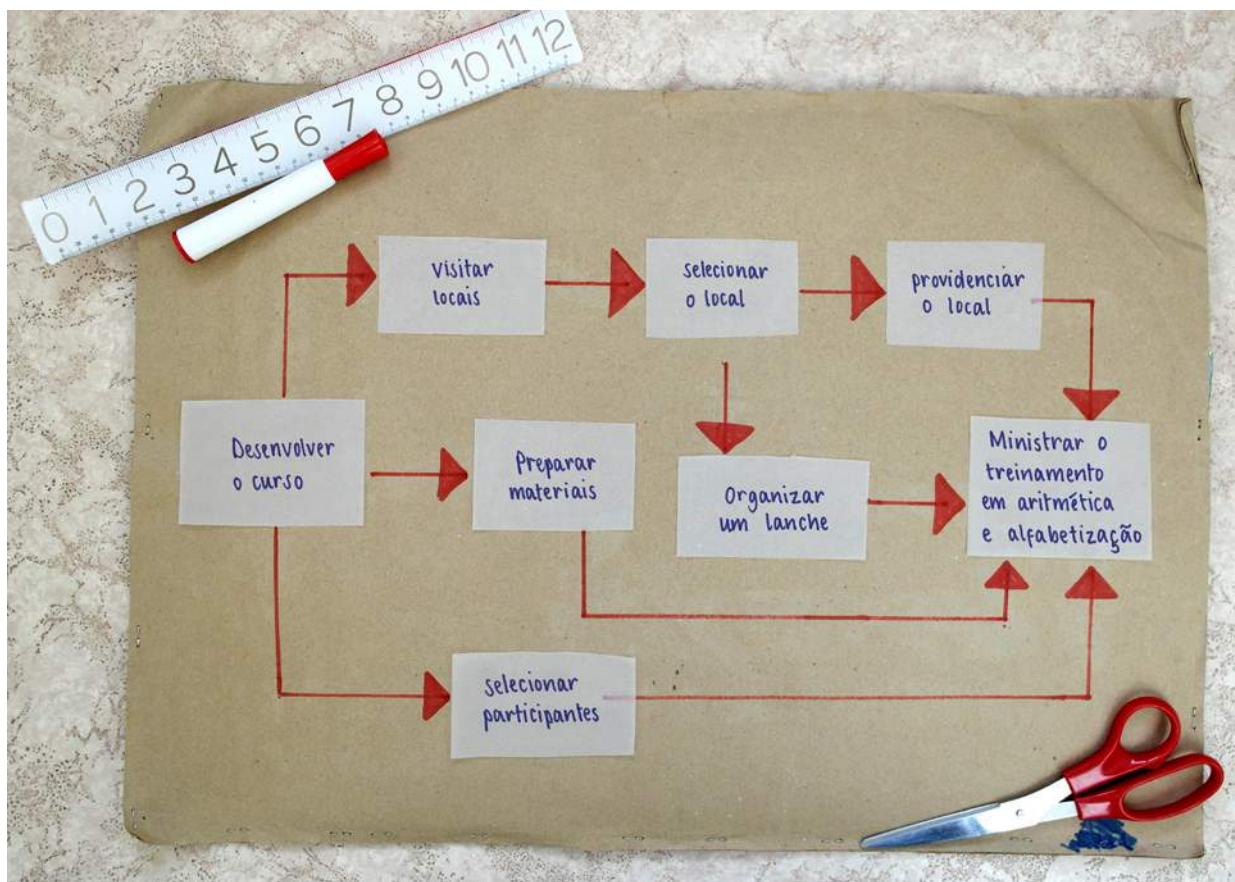 0 1 2 3 4 5 6 7 8 9 10 11 12
visitar
locais
selecionar
o local
providenciar
o local
Desenvolver
o curso
Preparar
materiais
Organizar
um lanche
Ministrar o
treinamento
em aritmética
e alfabetização
selecionar
participantes